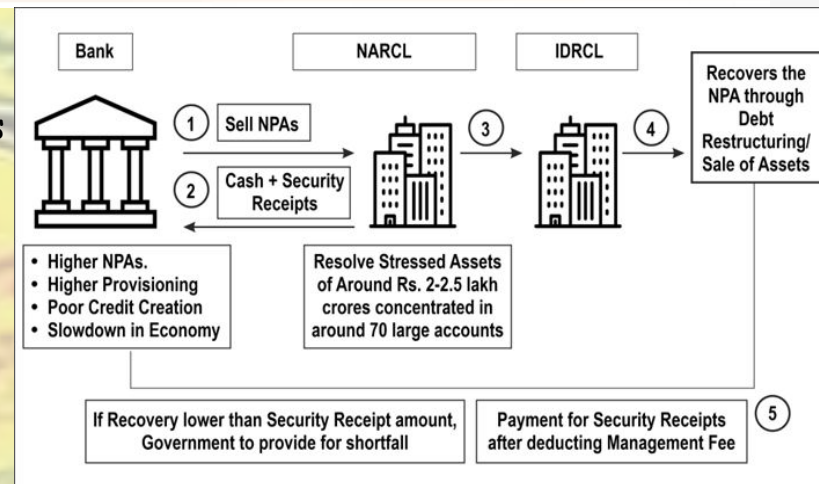 Bank
NARCL
IDRCL
s
1
Sell NPAs
2
Cash + Security
Receipts
3
4
Recovers the
NPA through
Debt
Restructuring/
Sale of Assets
• Higher NPAs.
• Higher Provisioning
• Poor Credit Creation
• Slowdown in Economy
Resolve Stressed Assets
of Around Rs. 2-2.5 lakh
crores concentrated in
around 70 large accounts
If Recovery lower than Security Receipt amount,
Government to provide for shortfall
Payment for Security Receipts
after deducting Management Fee
5